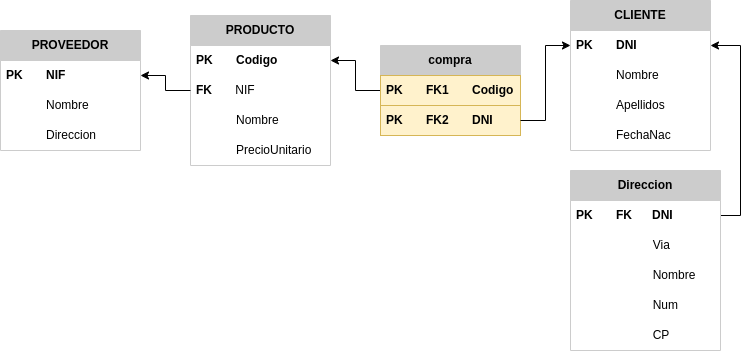 PROVEEDOR
PK NIF
Nombre
Direccion
PRODUCTO
PK Codigo
FK NIF
Nombre
PrecioUnitario
compra
PK FK1 Codigo
PK FK2 DNI
CLIENTE
PK DNI
Nombre
Apellidos
FechaNac
Direccion
PK FK DNI
Via
Nombre
Num
CP